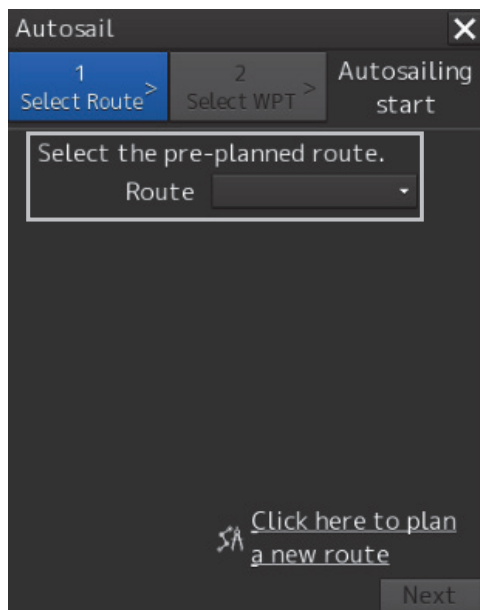 Autosail
1
Select Route >
2
Select WPT >
Autosailing
start
Select the pre-planned route.
Route
Click here to plan
a new route
Next